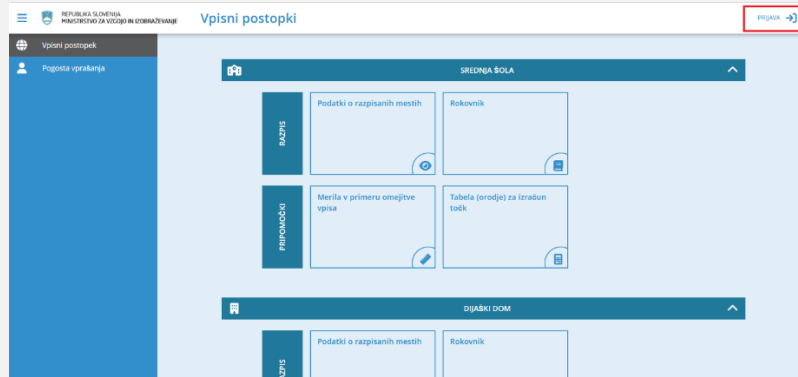 REPUBLIKA SLOVENIJA
MINISTRSTVO ZA VZGOJO IN IZOBRAŽEVANJE
Vpisni postopki
PRIJAVA
Vpisni postopek
Pogosta vprašanja
SREDNJA ŠOLA
RAZPIS
Podatki o razpisanih mestih
Rokovnik
PRIPOMOČKI
Merila v primeru omejitve
vpisa
Tabela (orodje) za izračun
točk
DIJAŠKI DOM
Podatki o razpisanih mestih
Rokovnik